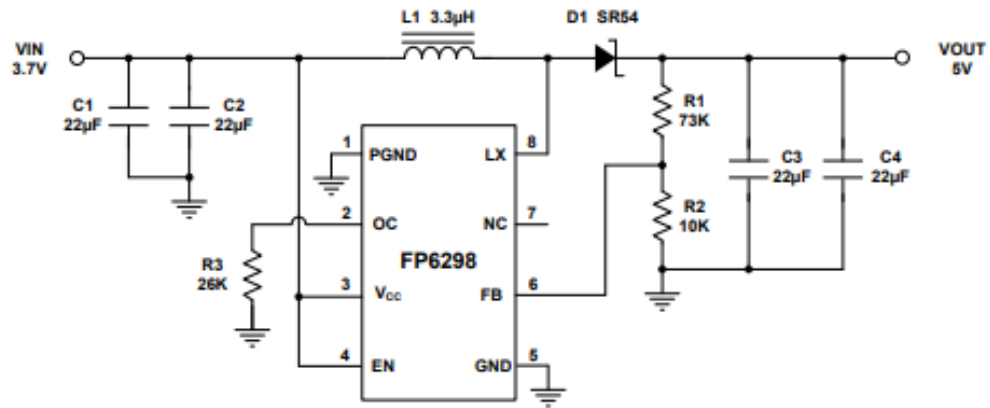 L1 3.3µH
D1 SR54
VIN
3.7V
VOUT
5V
C1
22µF
C2
22µF
R1
73K
1
PGND
LX
8
C3
22µF
C4
22µF
2
OC
NC
7
R2
10K
FP6298
R3
26K
3
VCC
FB
6
4
EN
GND
5